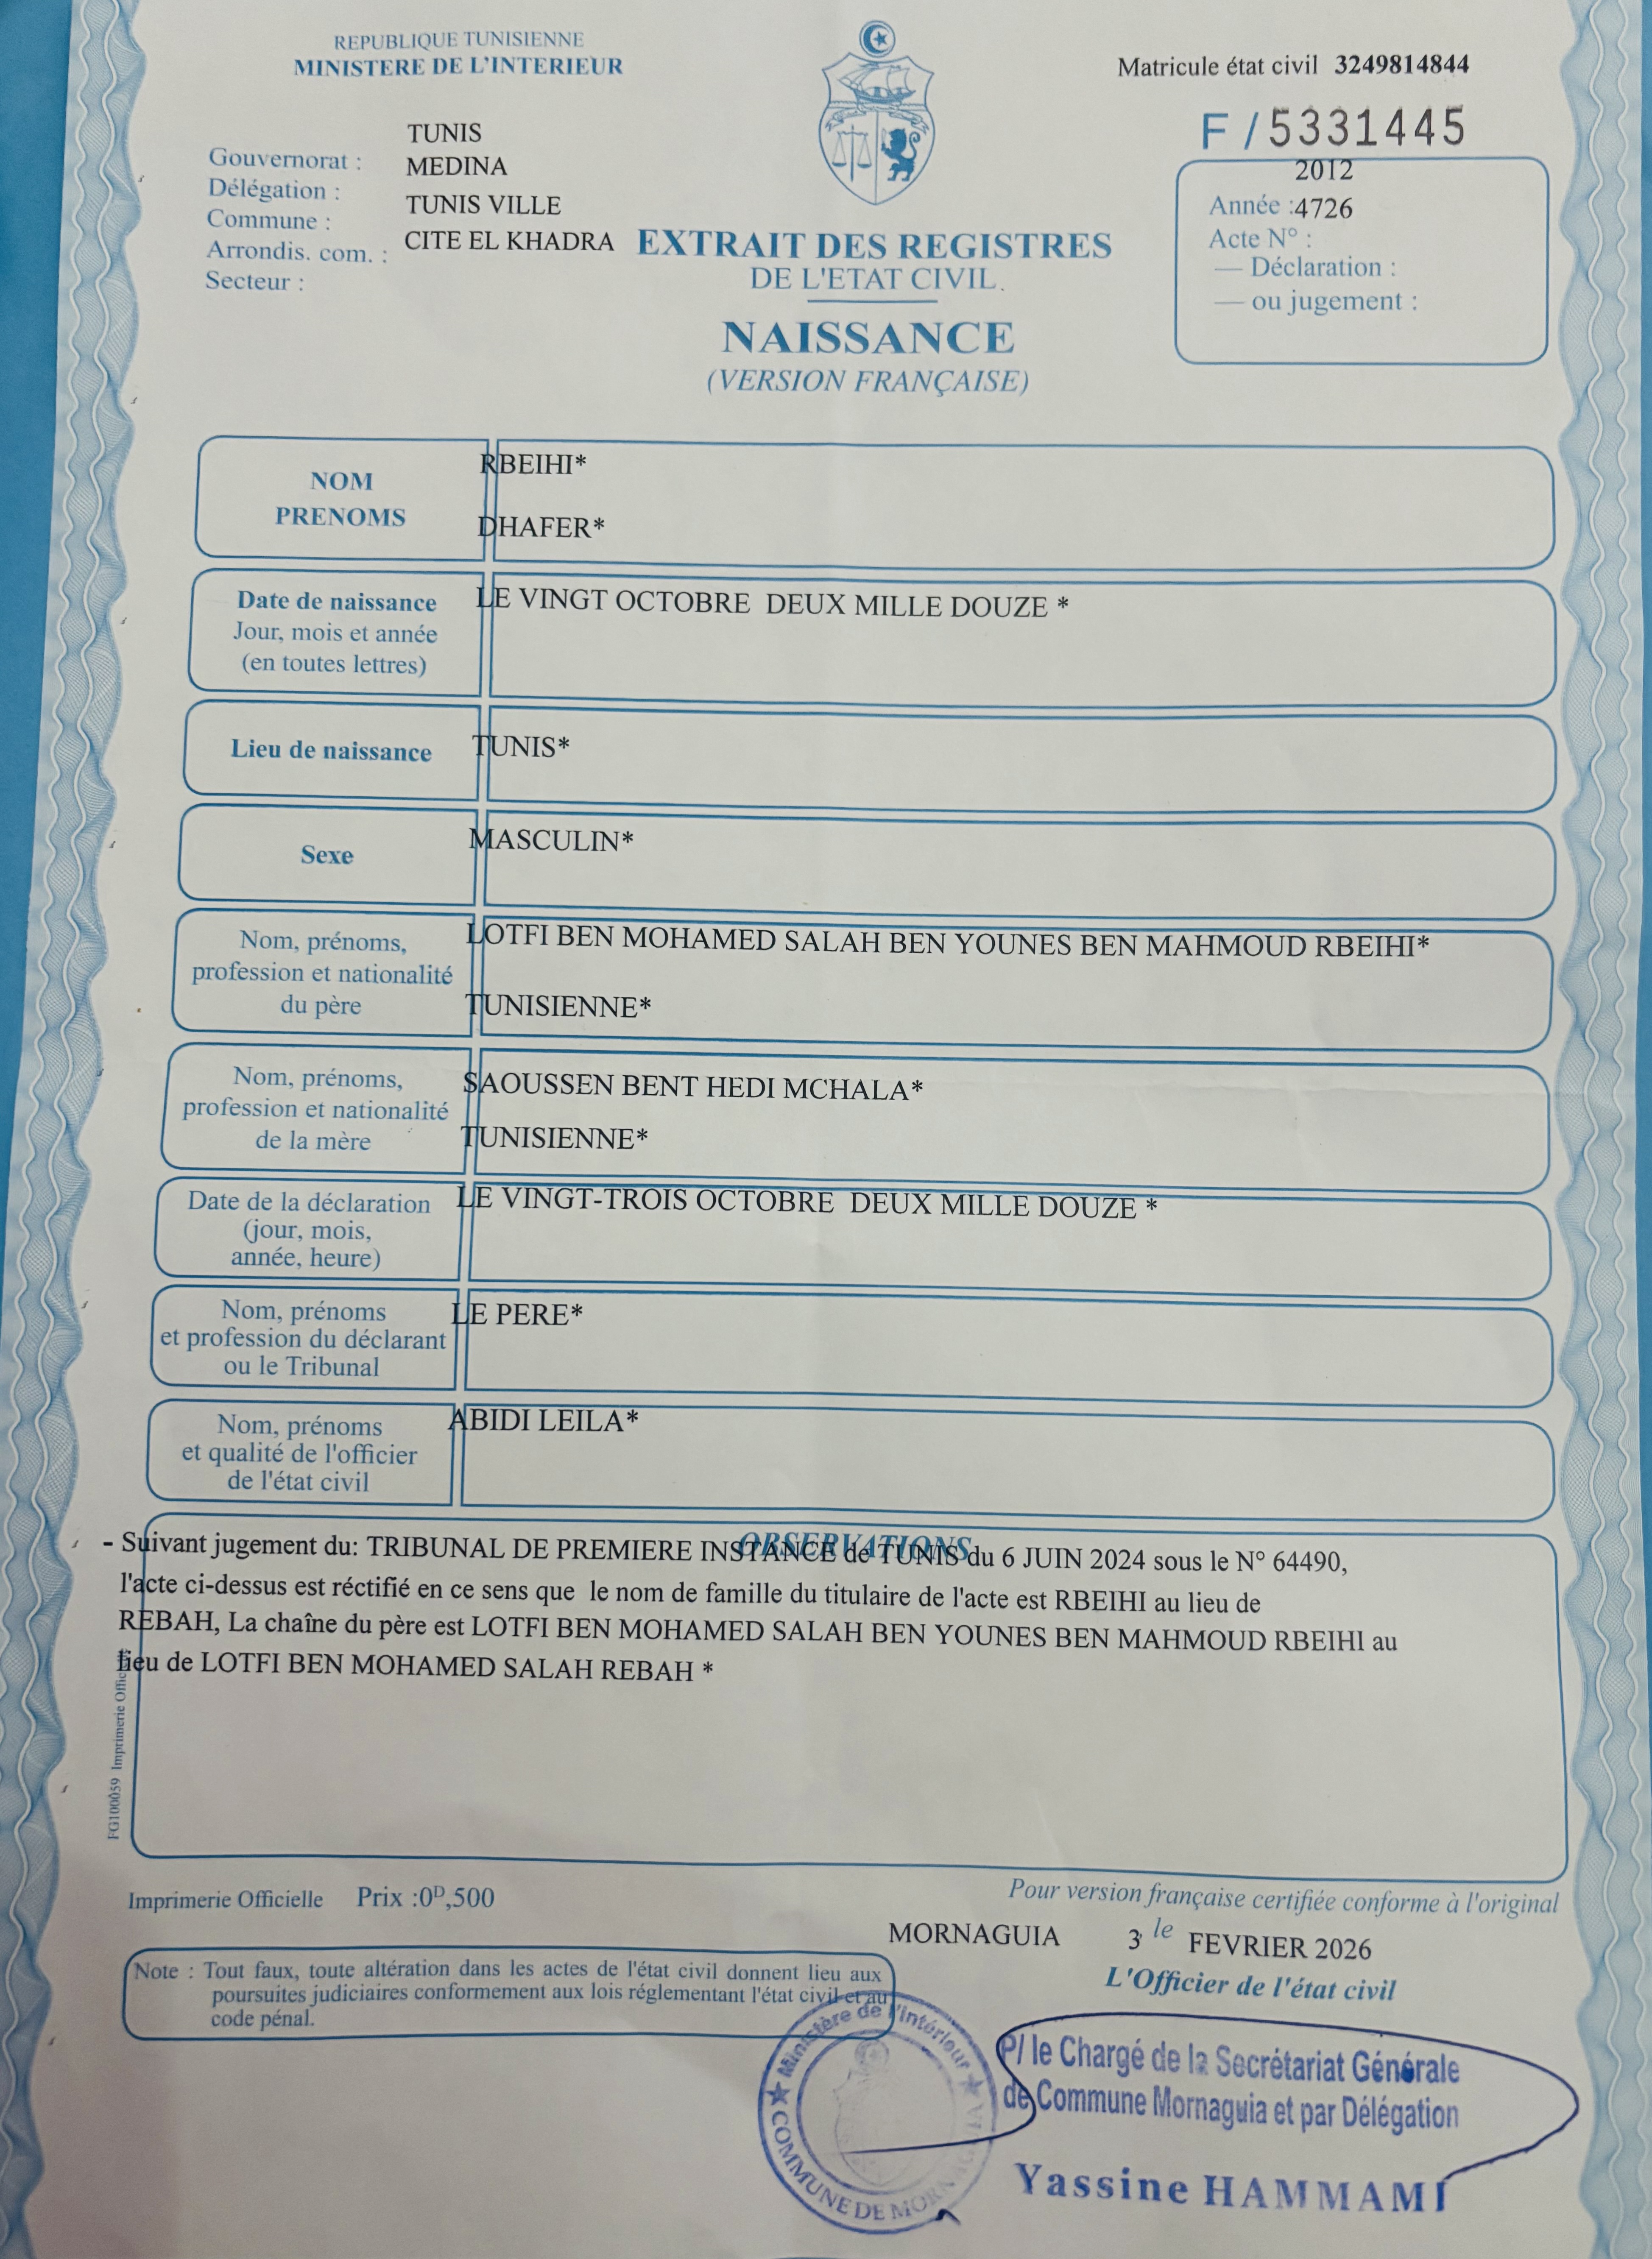 REPUBLIQUE TUNISIENNE
MINISTERE DE L'INTERIEUR
Matricule état civil 3249814844
F / 5331445
TUNIS
Gouvernorat :
MEDINA
Délégation :
TUNIS VILLE
Commune :
CITE EL KHADRA
Arrondis. com. :
Secteur :
2012
Année :4726
Acte N° :
— Déclaration :
— ou jugement :
EXTRAIT DES REGISTRES
DE L'ETAT CIVIL.
NAISSANCE
(VERSION FRANÇAISE)
NOM
RBEIHI*
PRENOMS
DHAFER*
Date de naissance
Jour, mois et année
(en toutes lettres)
LE VINGT OCTOBRE DEUX MILLE DOUZE *
Lieu de naissance
TUNIS*
Sexe
MASCULIN*
Nom, prénoms,
profession et nationalité
du père
LOTFI BEN MOHAMED SALAH BEN YOUNES BEN MAHMOUD RBEIHI*
TUNISIENNE*
Nom, prénoms,
profession et nationalité
de la mère
SAOUSSEN BENT HEDI MCHALA*
TUNISIENNE*
Date de la déclaration
(jour, mois,
année, heure)
LE VINGT-TROIS OCTOBRE DEUX MILLE DOUZE *
Nom, prénoms
et profession du déclarant
ou le Tribunal
LE PERE*
Nom, prénoms
et qualité de l'officier
de l'état civil
ABIDI LEILA*
OBSERVATIONS
- Suivant jugement du: TRIBUNAL DE PREMIERE INSTANCE de TUNIS du 6 JUIN 2024 sous le N° 64490,
l'acte ci-dessus est réctifié en ce sens que le nom de famille du titulaire de l'acte est RBEIHI au lieu de
REBAH, La chaîne du père est LOTFI BEN MOHAMED SALAH BEN YOUNES BEN MAHMOUD RBEIHI au
lieu de LOTFI BEN MOHAMED SALAH REBAH *
FG100059 Imprimerie
Imprimerie Officielle Prix :0ᴰ,500
Pour version française certifiée conforme à l'original
MORNAGUIA 3 le FEVRIER 2026
L'Officier de l'état civil
Note : Tout faux, toute altération dans les actes de l'état civil donnent lieu aux
poursuites judiciaires conformement aux lois réglementant l'état civil et au
code pénal.
Ministère de l'intérieur
COMMUNE DE
P/ le Chargé de la Secrétariat Générale
de Commune Mornaguia et par Délégation
Yassine HAMMAMI